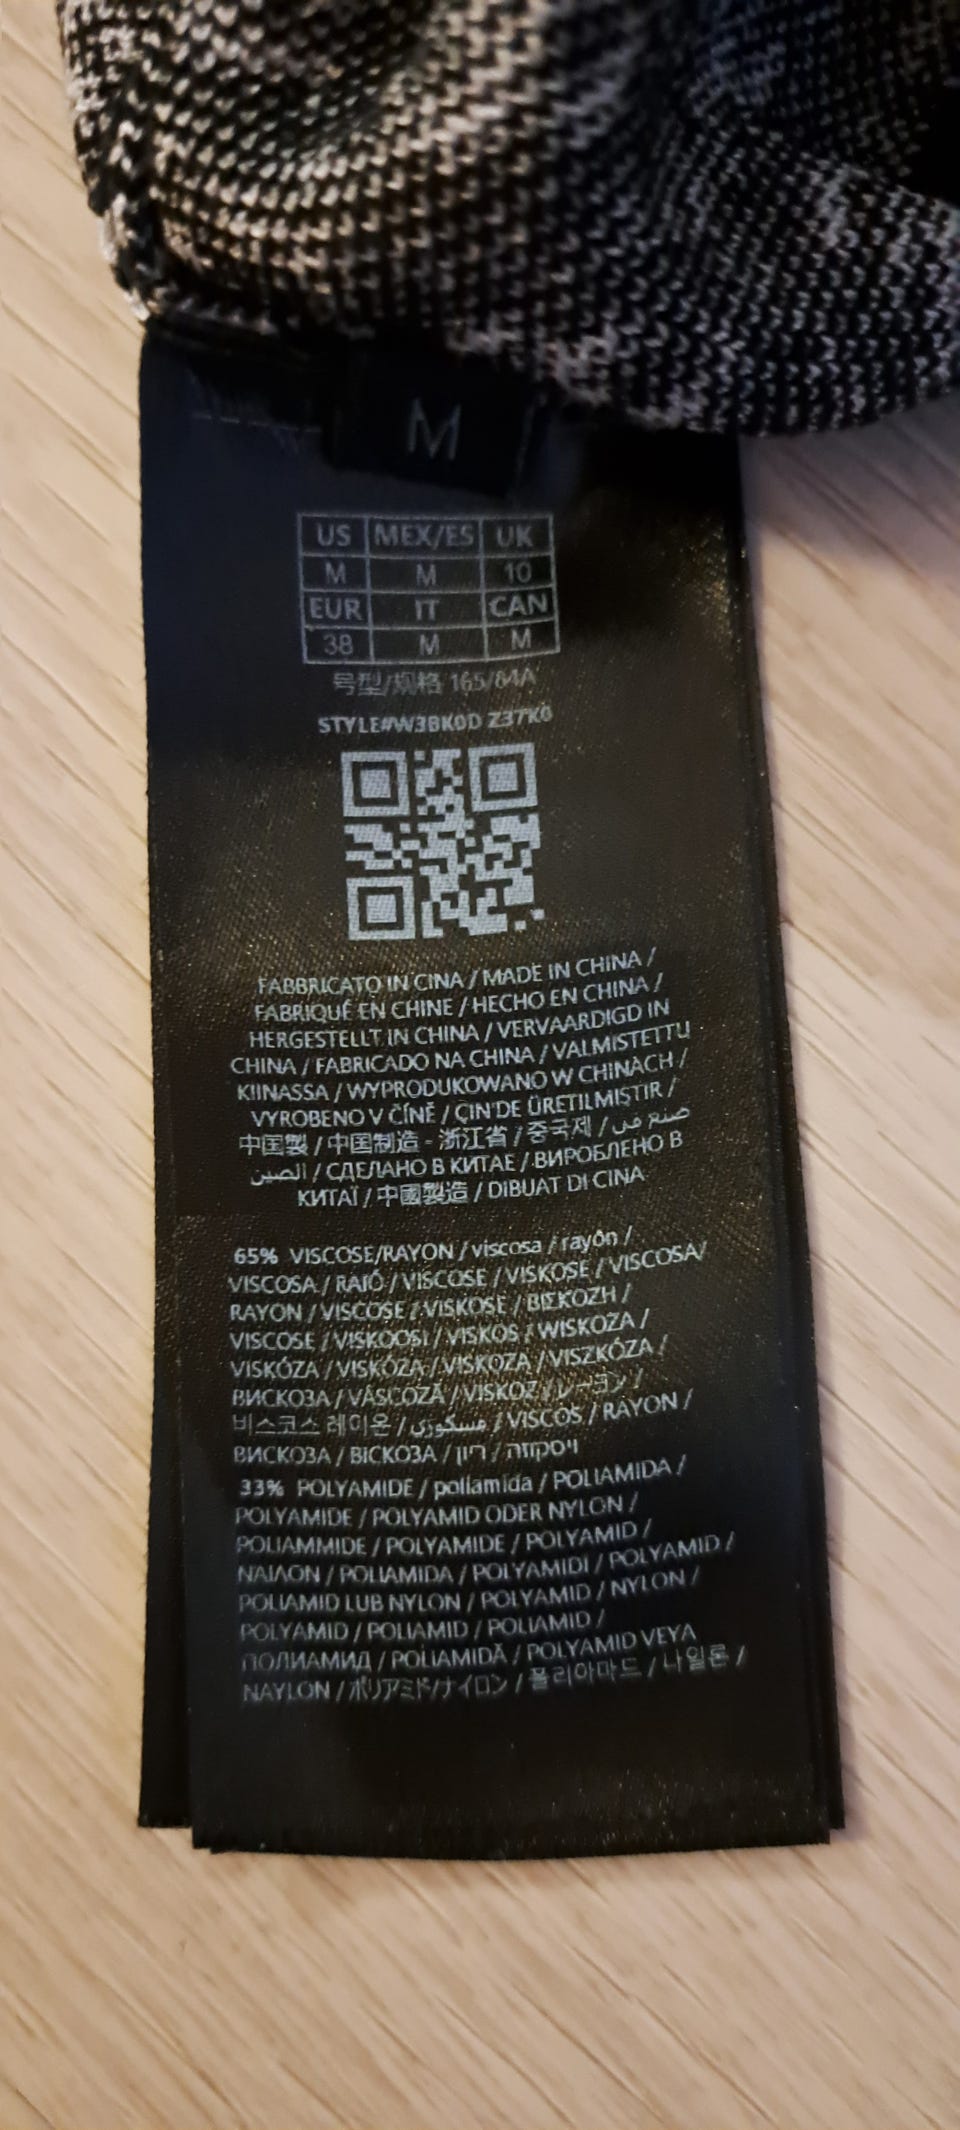 M
US MEX/ES UK
M M 10
EUR IT CAN
38 M M
号型/规格 165/84A
STYLE#W3BK0D Z37K0
FABBRICATO IN CINA / MADE IN CHINA /
FABRIQUÉ EN CHINE / HECHO EN CHINA /
HERGESTELLT IN CHINA / VERVAARDIGD IN
CHINA / FABRICADO NA CHINA / VALMISTETTU
KIINASSA / WYPRODUKOWANO W CHINACH /
VYROBENO V ČÍNĚ / ÇIN'DE ÜRETILMIŞTIR /
中国製 / 中国制造 - 浙江省 / 중국제 / صنع في
الصين / СДЕЛАНО В КИТАЕ / ВИРОБЛЕНО В
КИТАЇ / 中國製造 / DIBUAT DI CINA
65% VISCOSE/RAYON / viscosa / rayón /
VISCOSA / RAIÓ / VISCOSE / VISKOSE / VISCOSA/
RAYON / VISCOSE / VISKOSE / ΒΙΣΚΟΖΗ /
VISCOSE / VISKOOSI / VISKOS / WISKOZA /
VISKÓZA / VISKÓZA / VISKOZA / VISZKÓZA /
ВИСКОЗА / VÂSCOZĂ / VISKOZ / レーヨン /
비스코스 레이온 / فسكوزي / VISCOS / RAYON /
ВИСКОЗА / ВІСКОЗА / ריון / ויסקוזה
33% POLYAMIDE / poliamida / POLIAMIDA /
POLYAMIDE / POLYAMID ODER NYLON /
POLIAMMIDE / POLYAMIDE / POLYAMID /
ΝΑΙΛΟΝ / POLIAMIDA / POLYAMIDI / POLYAMID /
POLIAMID LUB NYLON / POLYAMID / NYLON /
POLYAMID / POLIAMID / POLIAMID /
ПОЛИАМИД / POLIAMIDĂ / POLYAMID VEYA
NAYLON / ポリアミド/ナイロン / 폴리아마드 / 나일론 /